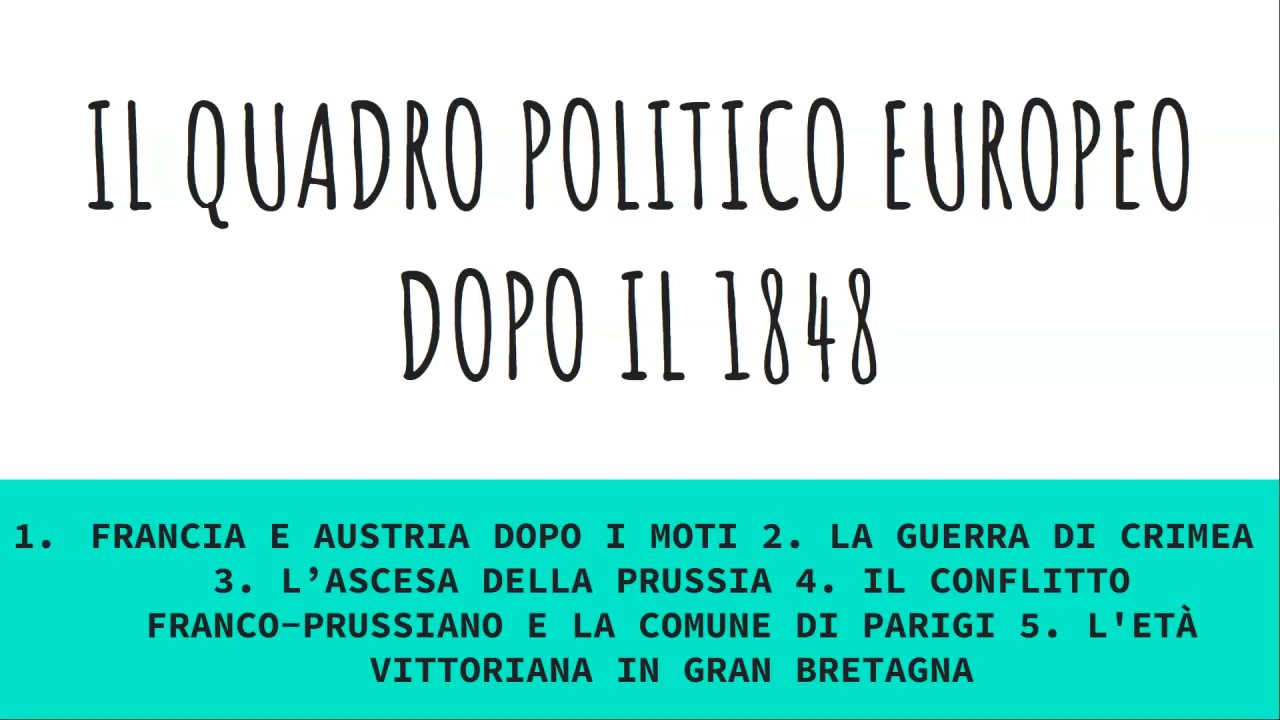 IL QUADRO POLITICO EUROPEO
DOPO IL 1848
1. FRANCIA E AUSTRIA DOPO I MOTI 2. LA GUERRA DI CRIMEA
3. L’ASCESA DELLA PRUSSIA 4. IL CONFLITTO
FRANCO-PRUSSIANO E LA COMUNE DI PARIGI 5. L'ETÀ
VITTORIANA IN GRAN BRETAGNA